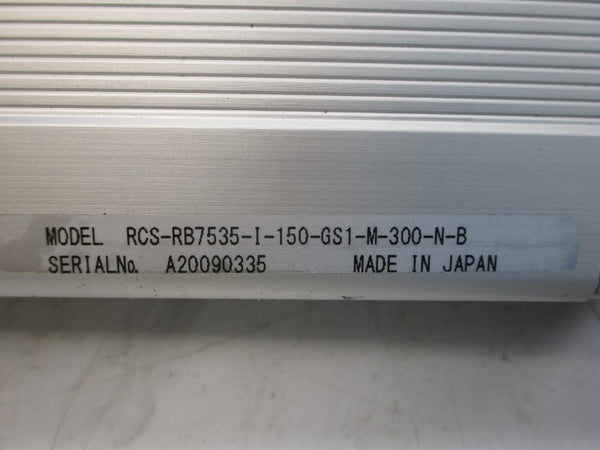 MODEL RCS-RB7535-I-150-GS1-M-300-N-B
SERIALNo. A20090335 MADE IN JAPAN